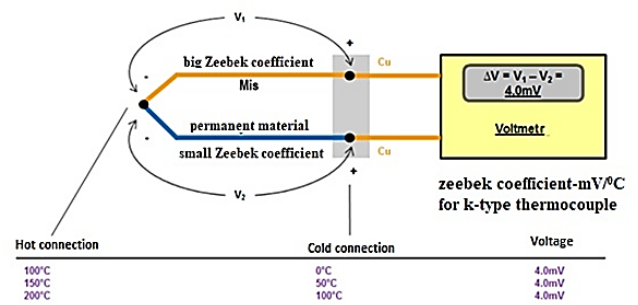 V₁
+
big Zeebek coefficient
Cu
Mis
-
ΔV = V₁ – V₂ =
4.0mV
Voltmetr
-
permanent material
small Zeebek coefficient
Cu
+
V₂
zeebek coefficient-mV/⁰C
for k-type thermocouple
Hot connection
Cold connection
Voltage
100°C 0°C 4.0mV
150°C 50°C 4.0mV
200°C 100°C 4.0mV